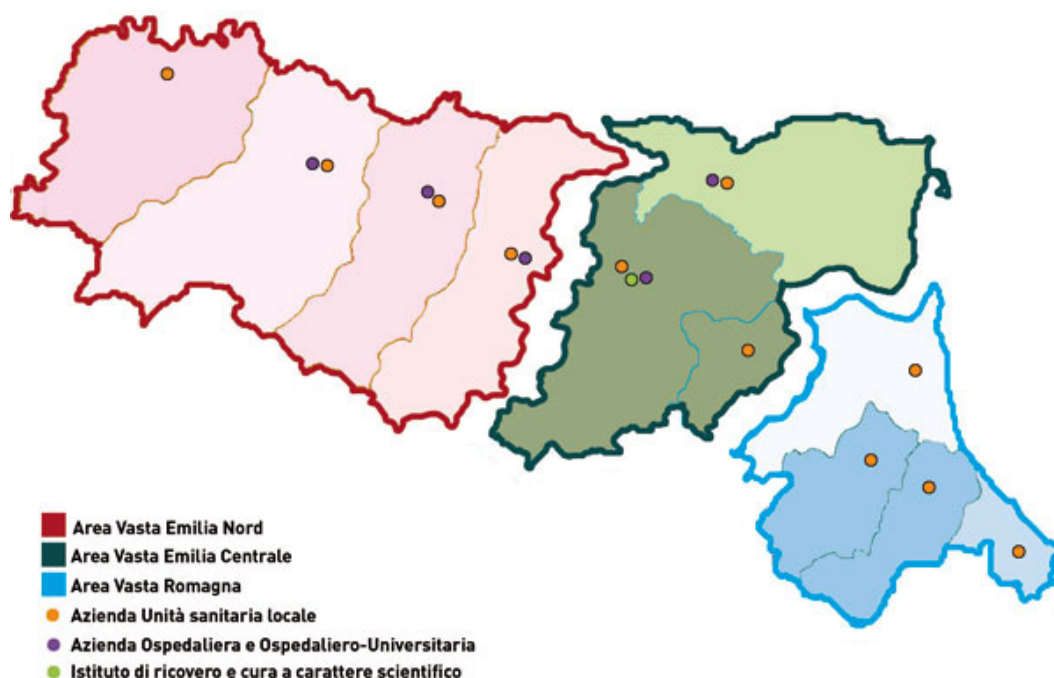 Area Vasta Emilia Nord
Area Vasta Emilia Centrale
Area Vasta Romagna
Azienda Unità sanitaria locale
Azienda Ospedaliera e Ospedaliero-Universitaria
Istituto di ricovero e cura a carattere scientifico